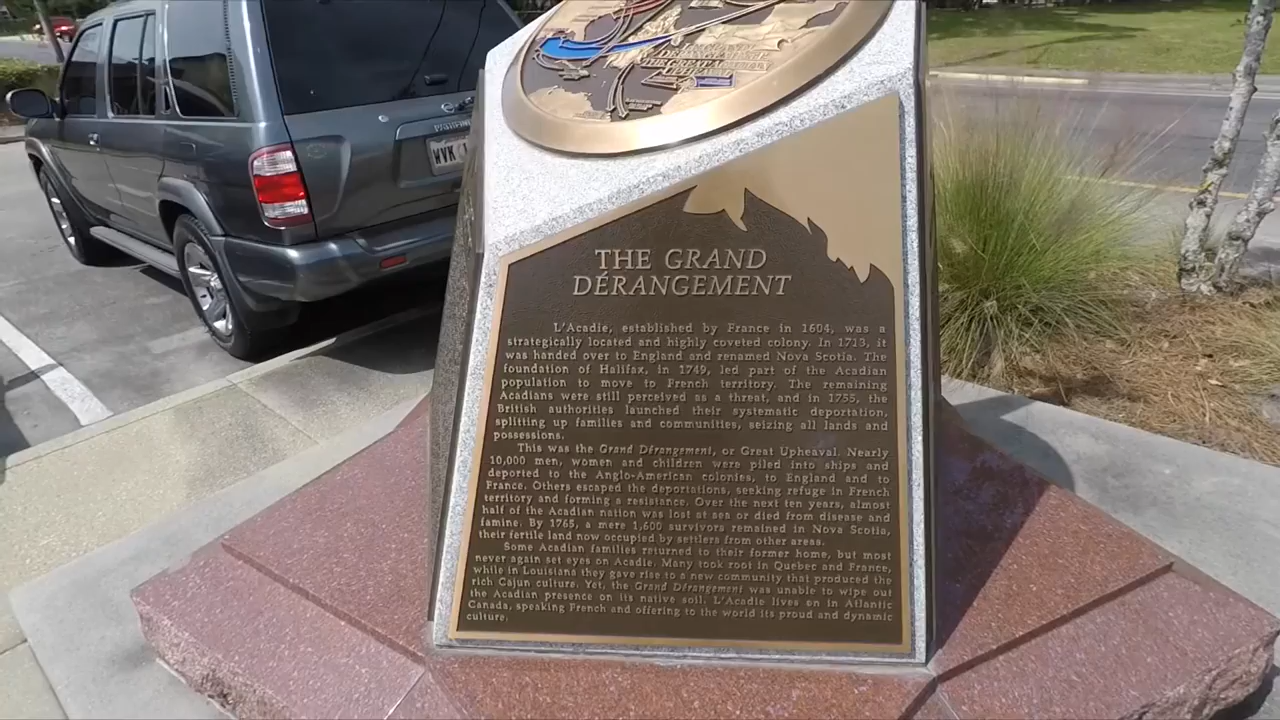 PATHFINDER
WVK
THE GRAND
DÉRANGEMENT
L'Acadie, established by France in 1604, was a
strategically located and highly coveted colony. In 1713, it
was handed over to England and renamed Nova Scotia. The
foundation of Halifax, in 1749, led part of the Acadian
population to move to French territory. The remaining
Acadians were still perceived as a threat, and in 1755, the
British authorities launched their systematic deportation,
splitting up families and communities, seizing all lands and
possessions.
This was the Grand Dérangement, or Great Upheaval. Nearly
10,000 men, women and children were piled into ships and
deported to the Anglo-American colonies, to England and to
France. Others escaped the deportations, seeking refuge in French
territory and forming a resistance. Over the next ten years, almost
half of the Acadian nation was lost at sea or died from disease and
famine. By 1765, a mere 1,600 survivors remained in Nova Scotia,
their fertile land now occupied by settlers from other areas.
Some Acadian families returned to their former home, but most
never again set eyes on Acadie. Many took root in Quebec and France,
while in Louisiana they gave rise to a new community that produced the
rich Cajun culture. Yet, the Grand Dérangement was unable to wipe out
the Acadian presence on its native soil. L'Acadie lives on in Atlantic
Canada, speaking French and offering to the world its proud and dynamic
culture.